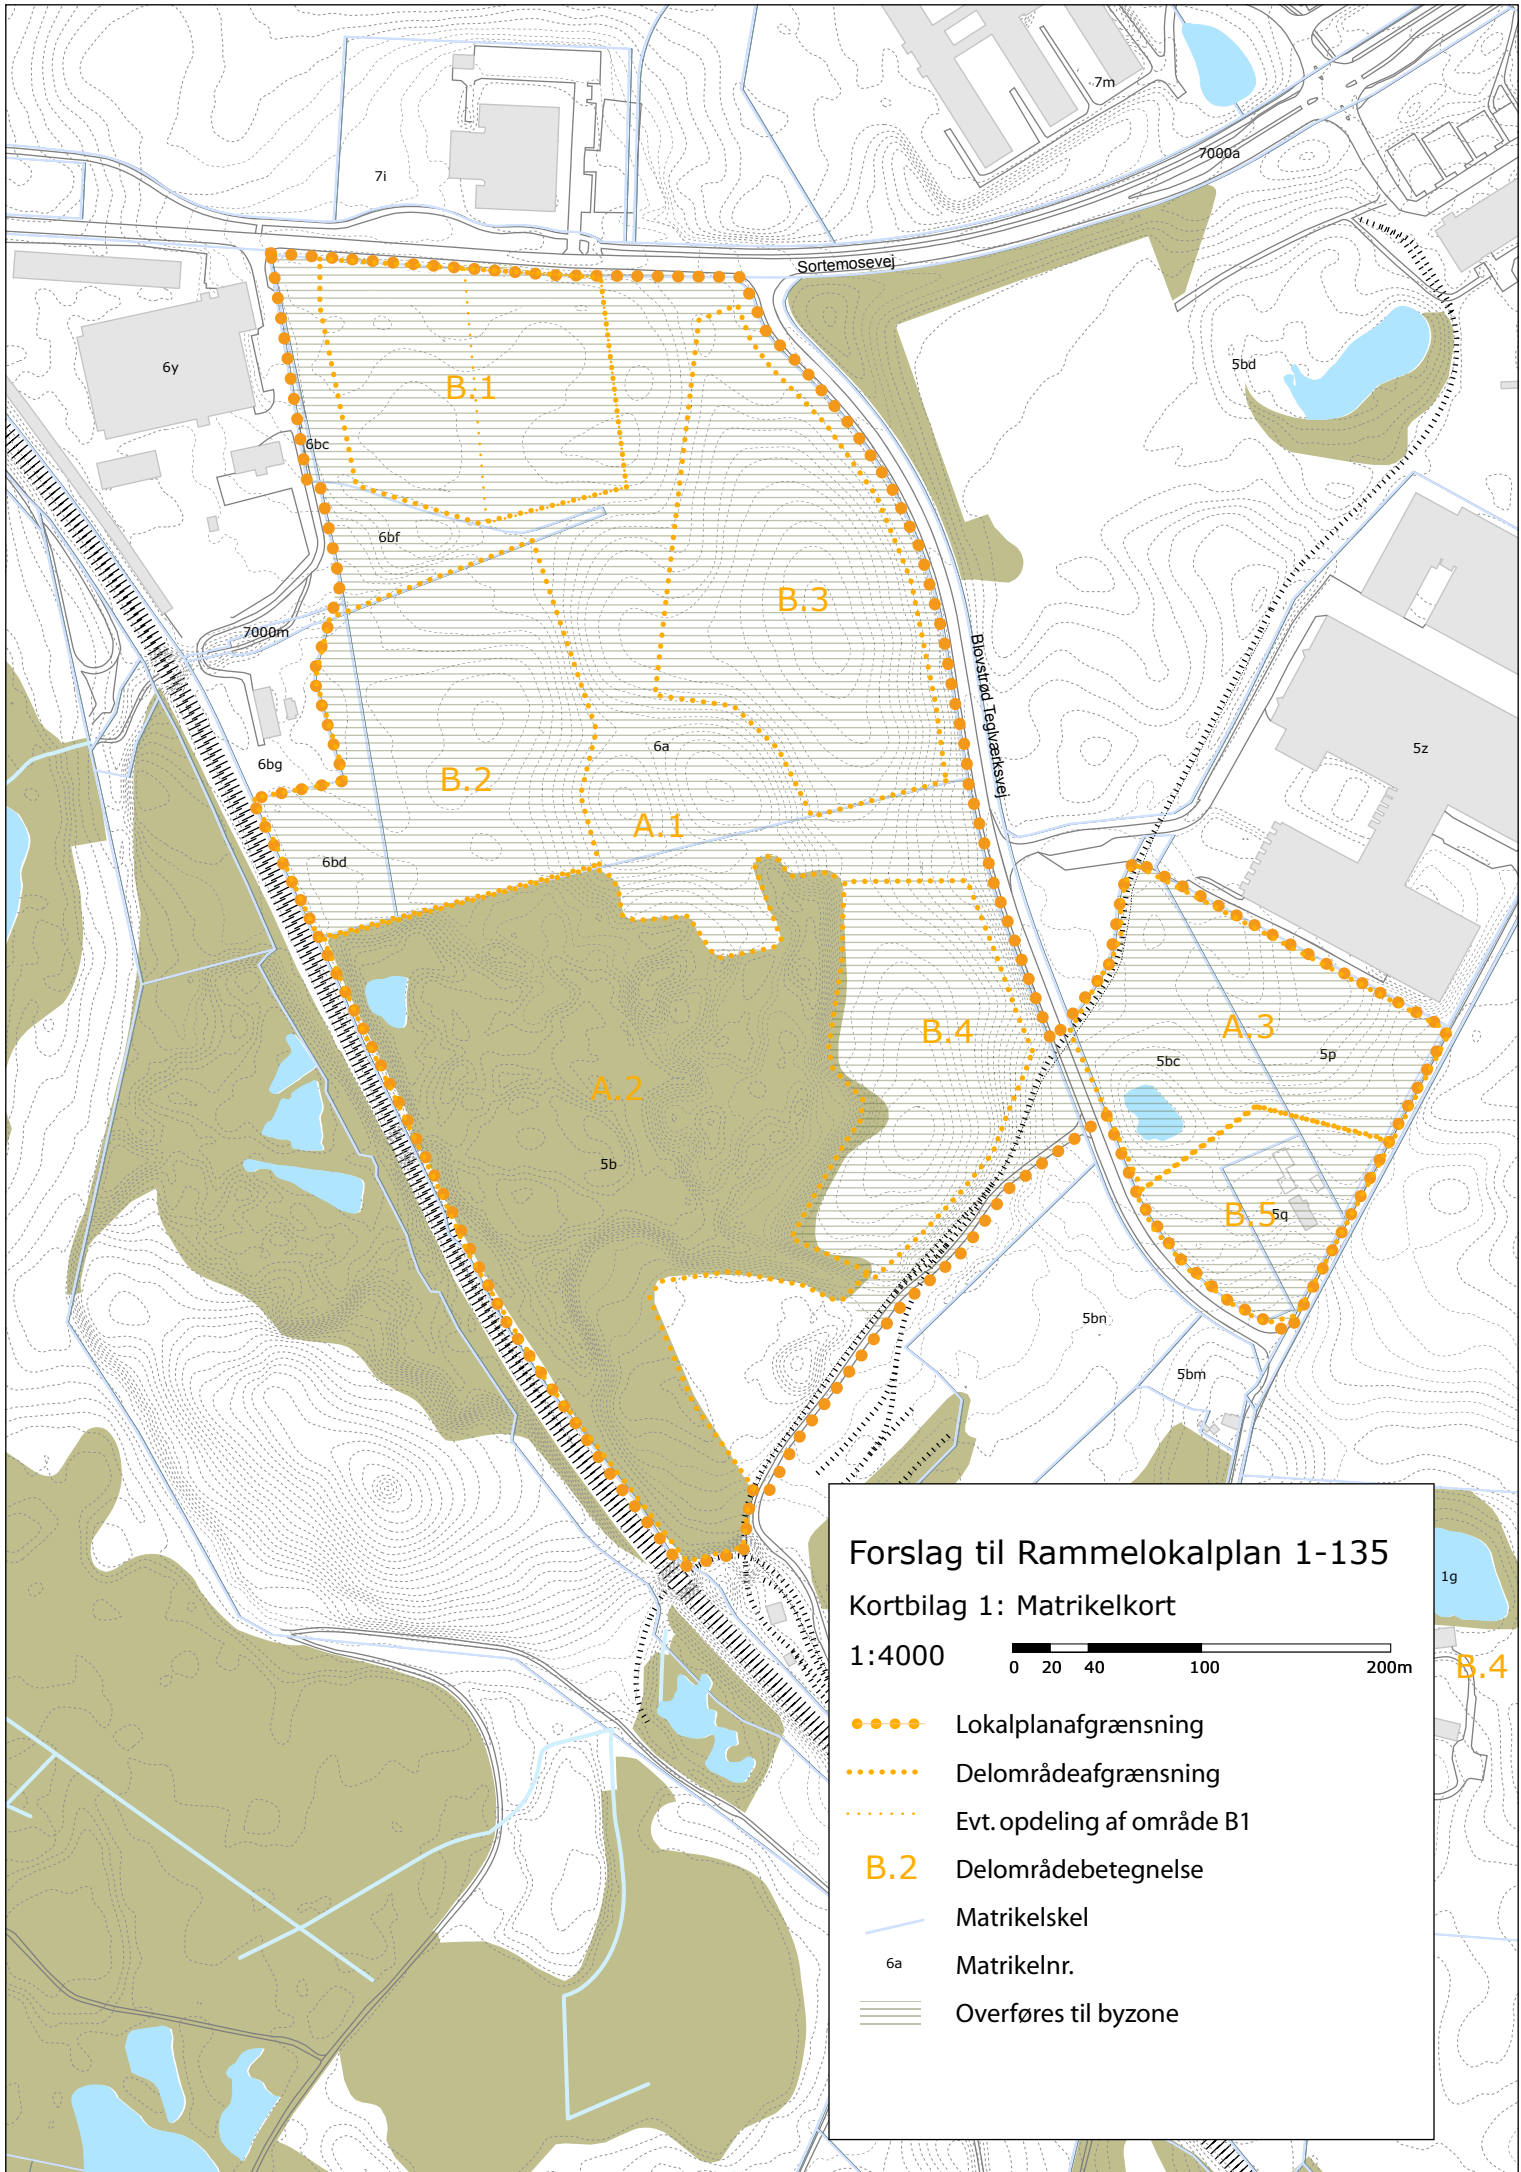 7m
7000a
7i
Sortemosevej
5bd
6y
B.1
6bc
6bf
B.3
7000m
Blovstrød Teglværksvej
6a
5z
6bg
B.2
A.1
6bd
A.3
B.4
5p
5bc
A.2
5b
B.5
5q
5bn
5bm
Forslag til Rammelokalplan 1-135
1g
Kortbilag 1: Matrikelkort
1:4000
0 20 40 100 200m
B.4
Lokalplanafgrænsning
Delområdeafgrænsning
Evt. opdeling af område B1
B.2 Delområdebetegnelse
Matrikelskel
6a Matrikelnr.
Overføres til byzone